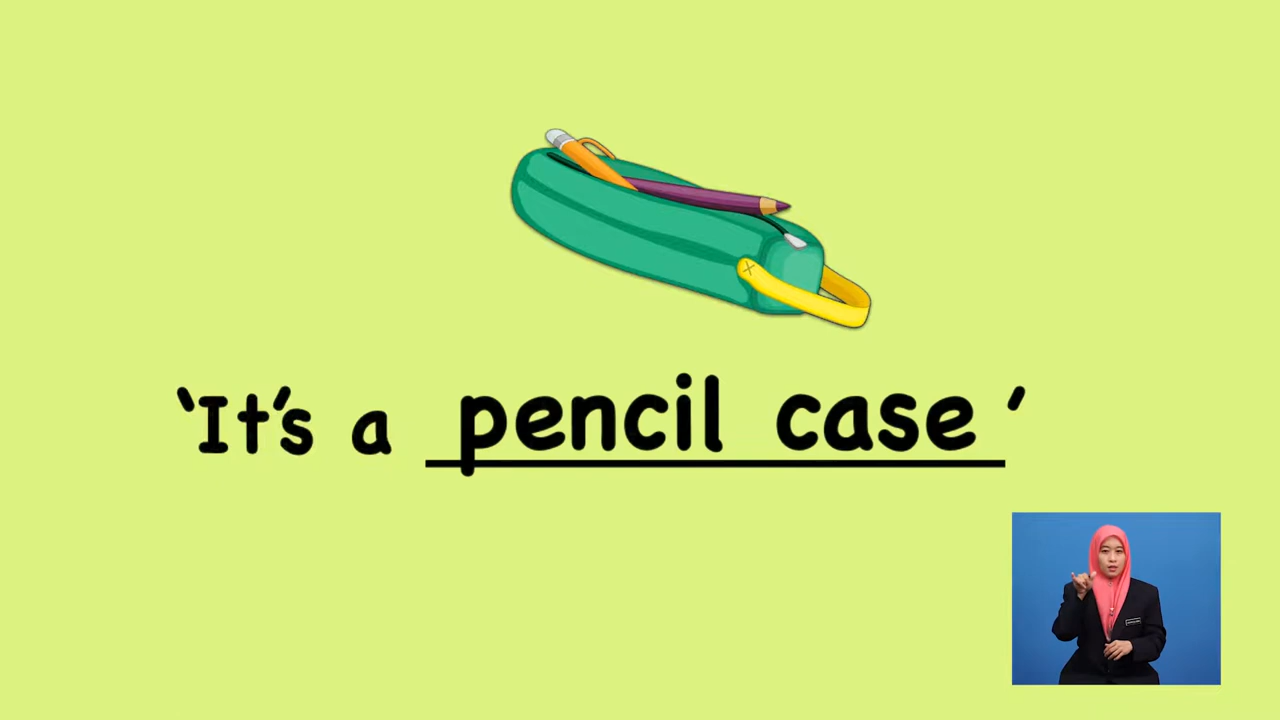 ‘It’s a pencil case’